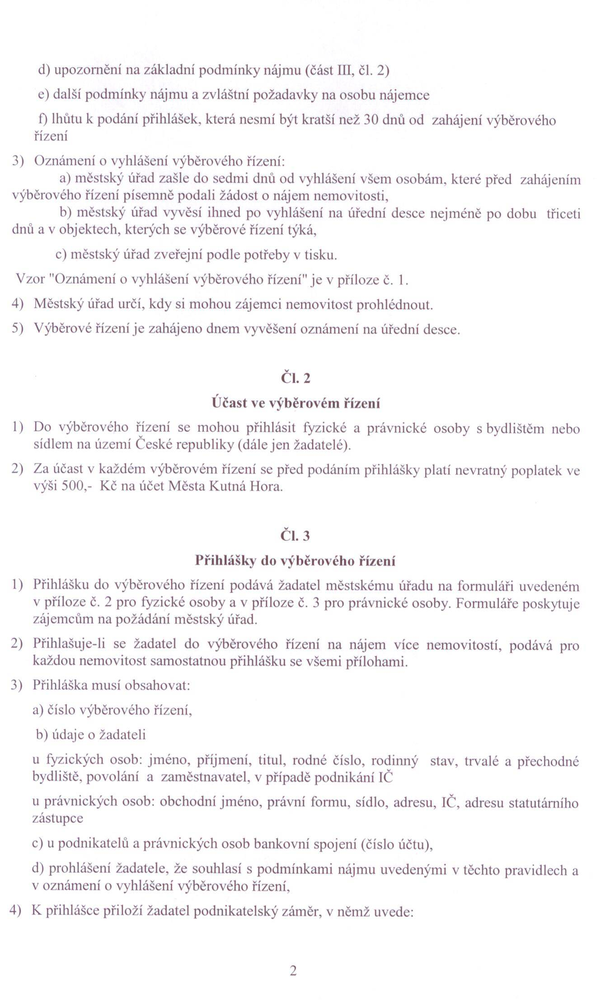 d) upozornění na základní podmínky nájmu (část III, čl. 2)
e) další podmínky nájmu a zvláštní požadavky na osobu nájemce
f) lhůtu k podání přihlášek, která nesmí být kratší než 30 dnů od  zahájení výběrového
řízení
3)  Oznámení o vyhlášení výběrového řízení:
a) městský úřad zašle do sedmi dnů od vyhlášení všem osobám, které před  zahájením
výběrového řízení písemně podali žádost o nájem nemovitosti,
b) městský úřad vyvěsí ihned po vyhlášení na úřední desce nejméně po dobu  třiceti
dnů a v objektech, kterých se výběrové řízení týká,
c) městský úřad zveřejní podle potřeby v tisku.
Vzor "Oznámení o vyhlášení výběrového řízení" je v příloze č. 1.
4)  Městský úřad určí, kdy si mohou zájemci nemovitost prohlédnout.
5)  Výběrové řízení je zahájeno dnem vyvěšení oznámení na úřední desce.
Čl. 2
Účast ve výběrovém řízení
1)  Do výběrového řízení se mohou přihlásit fyzické a právnické osoby s bydlištěm nebo
sídlem na území České republiky (dále jen žadatelé).
2)  Za účast v každém výběrovém řízení se před podáním přihlášky platí nevratný poplatek ve
výši 500,-  Kč na účet Města Kutná Hora.
Čl. 3
Přihlášky do výběrového řízení
1)  Přihlášku do výběrového řízení podává žadatel městskému úřadu na formuláři uvedeném
v příloze č. 2 pro fyzické osoby a v příloze č. 3 pro právnické osoby. Formuláře poskytuje
zájemcům na požádání městský úřad.
2)  Přihlašuje-li se žadatel do výběrového řízení na nájem více nemovitostí, podává pro
každou nemovitost samostatnou přihlášku se všemi přílohami.
3)  Přihláška musí obsahovat:
a) číslo výběrového řízení,
b) údaje o žadateli
u fyzických osob: jméno, příjmení, titul, rodné číslo, rodinný  stav, trvalé a přechodné
bydliště, povolání  a  zaměstnavatel, v případě podnikání IČ
u právnických osob: obchodní jméno, právní formu, sídlo, adresu, IČ, adresu statutárního
zástupce
c) u podnikatelů a právnických osob bankovní spojení (číslo účtu),
d) prohlášení žadatele, že souhlasí s podmínkami nájmu uvedenými v těchto pravidlech a
v oznámení o vyhlášení výběrového řízení,
4)  K přihlášce přiloží žadatel podnikatelský záměr, v němž uvede:
2